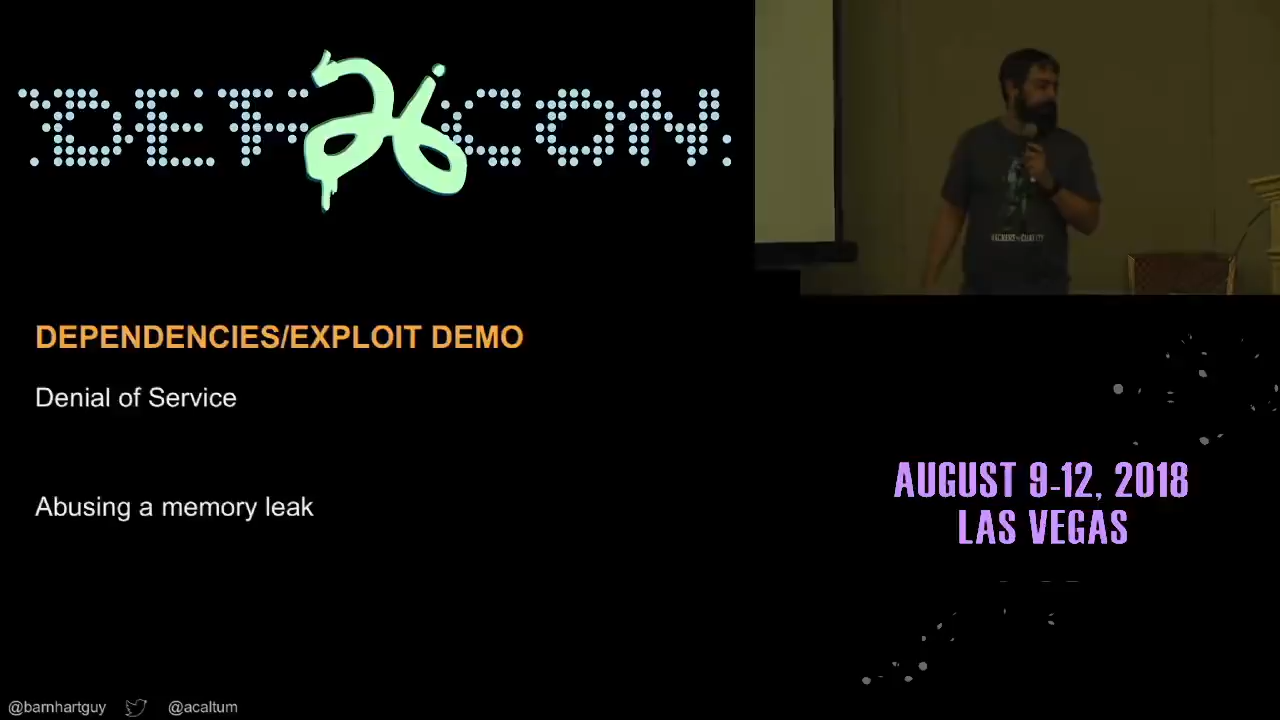 DEF 26 CON
DEPENDENCIES/EXPLOIT DEMO
Denial of Service
Abusing a memory leak
AUGUST 9-12, 2018
LAS VEGAS
@barnhartguy @acaltum